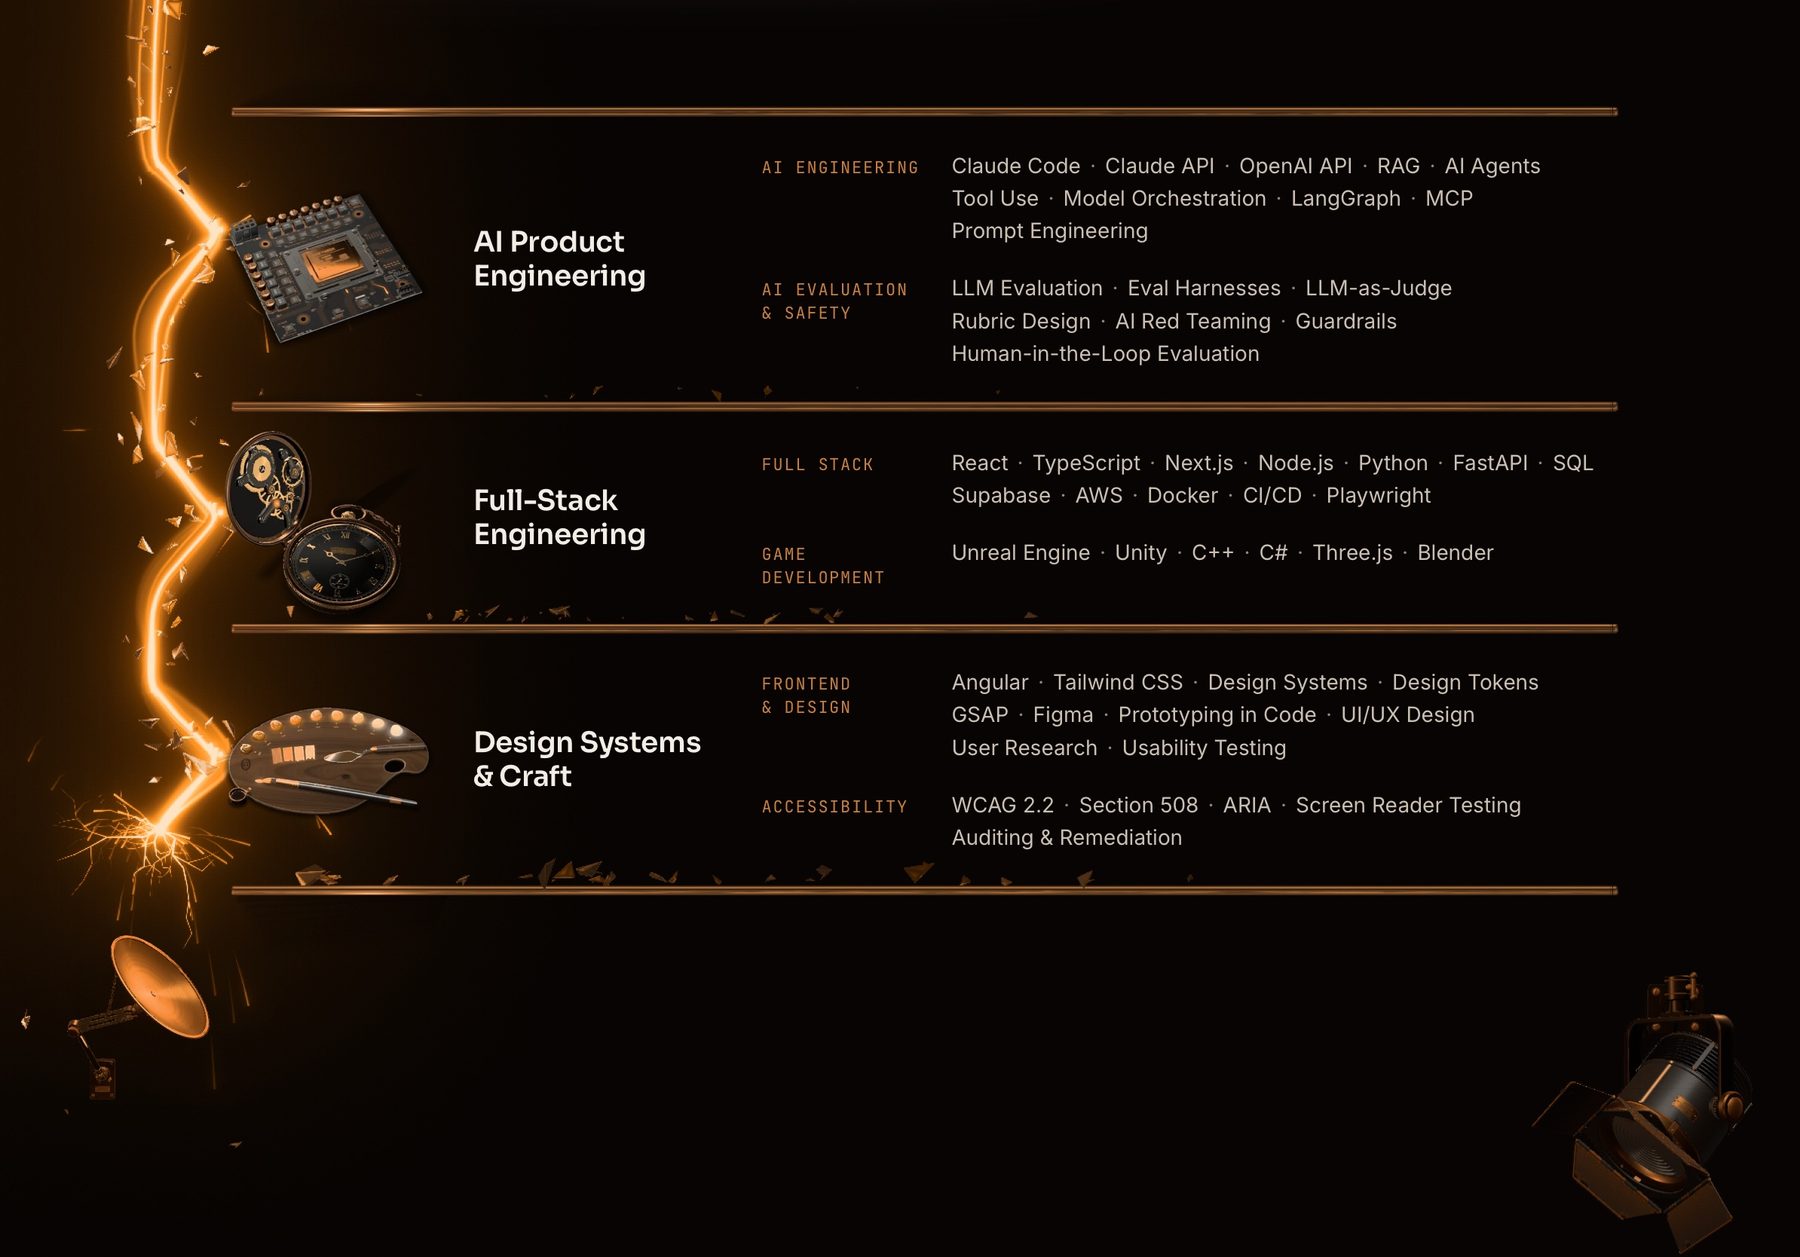 AI Product
Engineering
AI ENGINEERING
Claude Code · Claude API · OpenAI API · RAG · AI Agents
Tool Use · Model Orchestration · LangGraph · MCP
Prompt Engineering
AI EVALUATION
& SAFETY
LLM Evaluation · Eval Harnesses · LLM-as-Judge
Rubric Design · AI Red Teaming · Guardrails
Human-in-the-Loop Evaluation
Full-Stack
Engineering
FULL STACK
React · TypeScript · Next.js · Node.js · Python · FastAPI · SQL
Supabase · AWS · Docker · CI/CD · Playwright
GAME
DEVELOPMENT
Unreal Engine · Unity · C++ · C# · Three.js · Blender
Design Systems
& Craft
FRONTEND
& DESIGN
Angular · Tailwind CSS · Design Systems · Design Tokens
GSAP · Figma · Prototyping in Code · UI/UX Design
User Research · Usability Testing
ACCESSIBILITY
WCAG 2.2 · Section 508 · ARIA · Screen Reader Testing
Auditing & Remediation